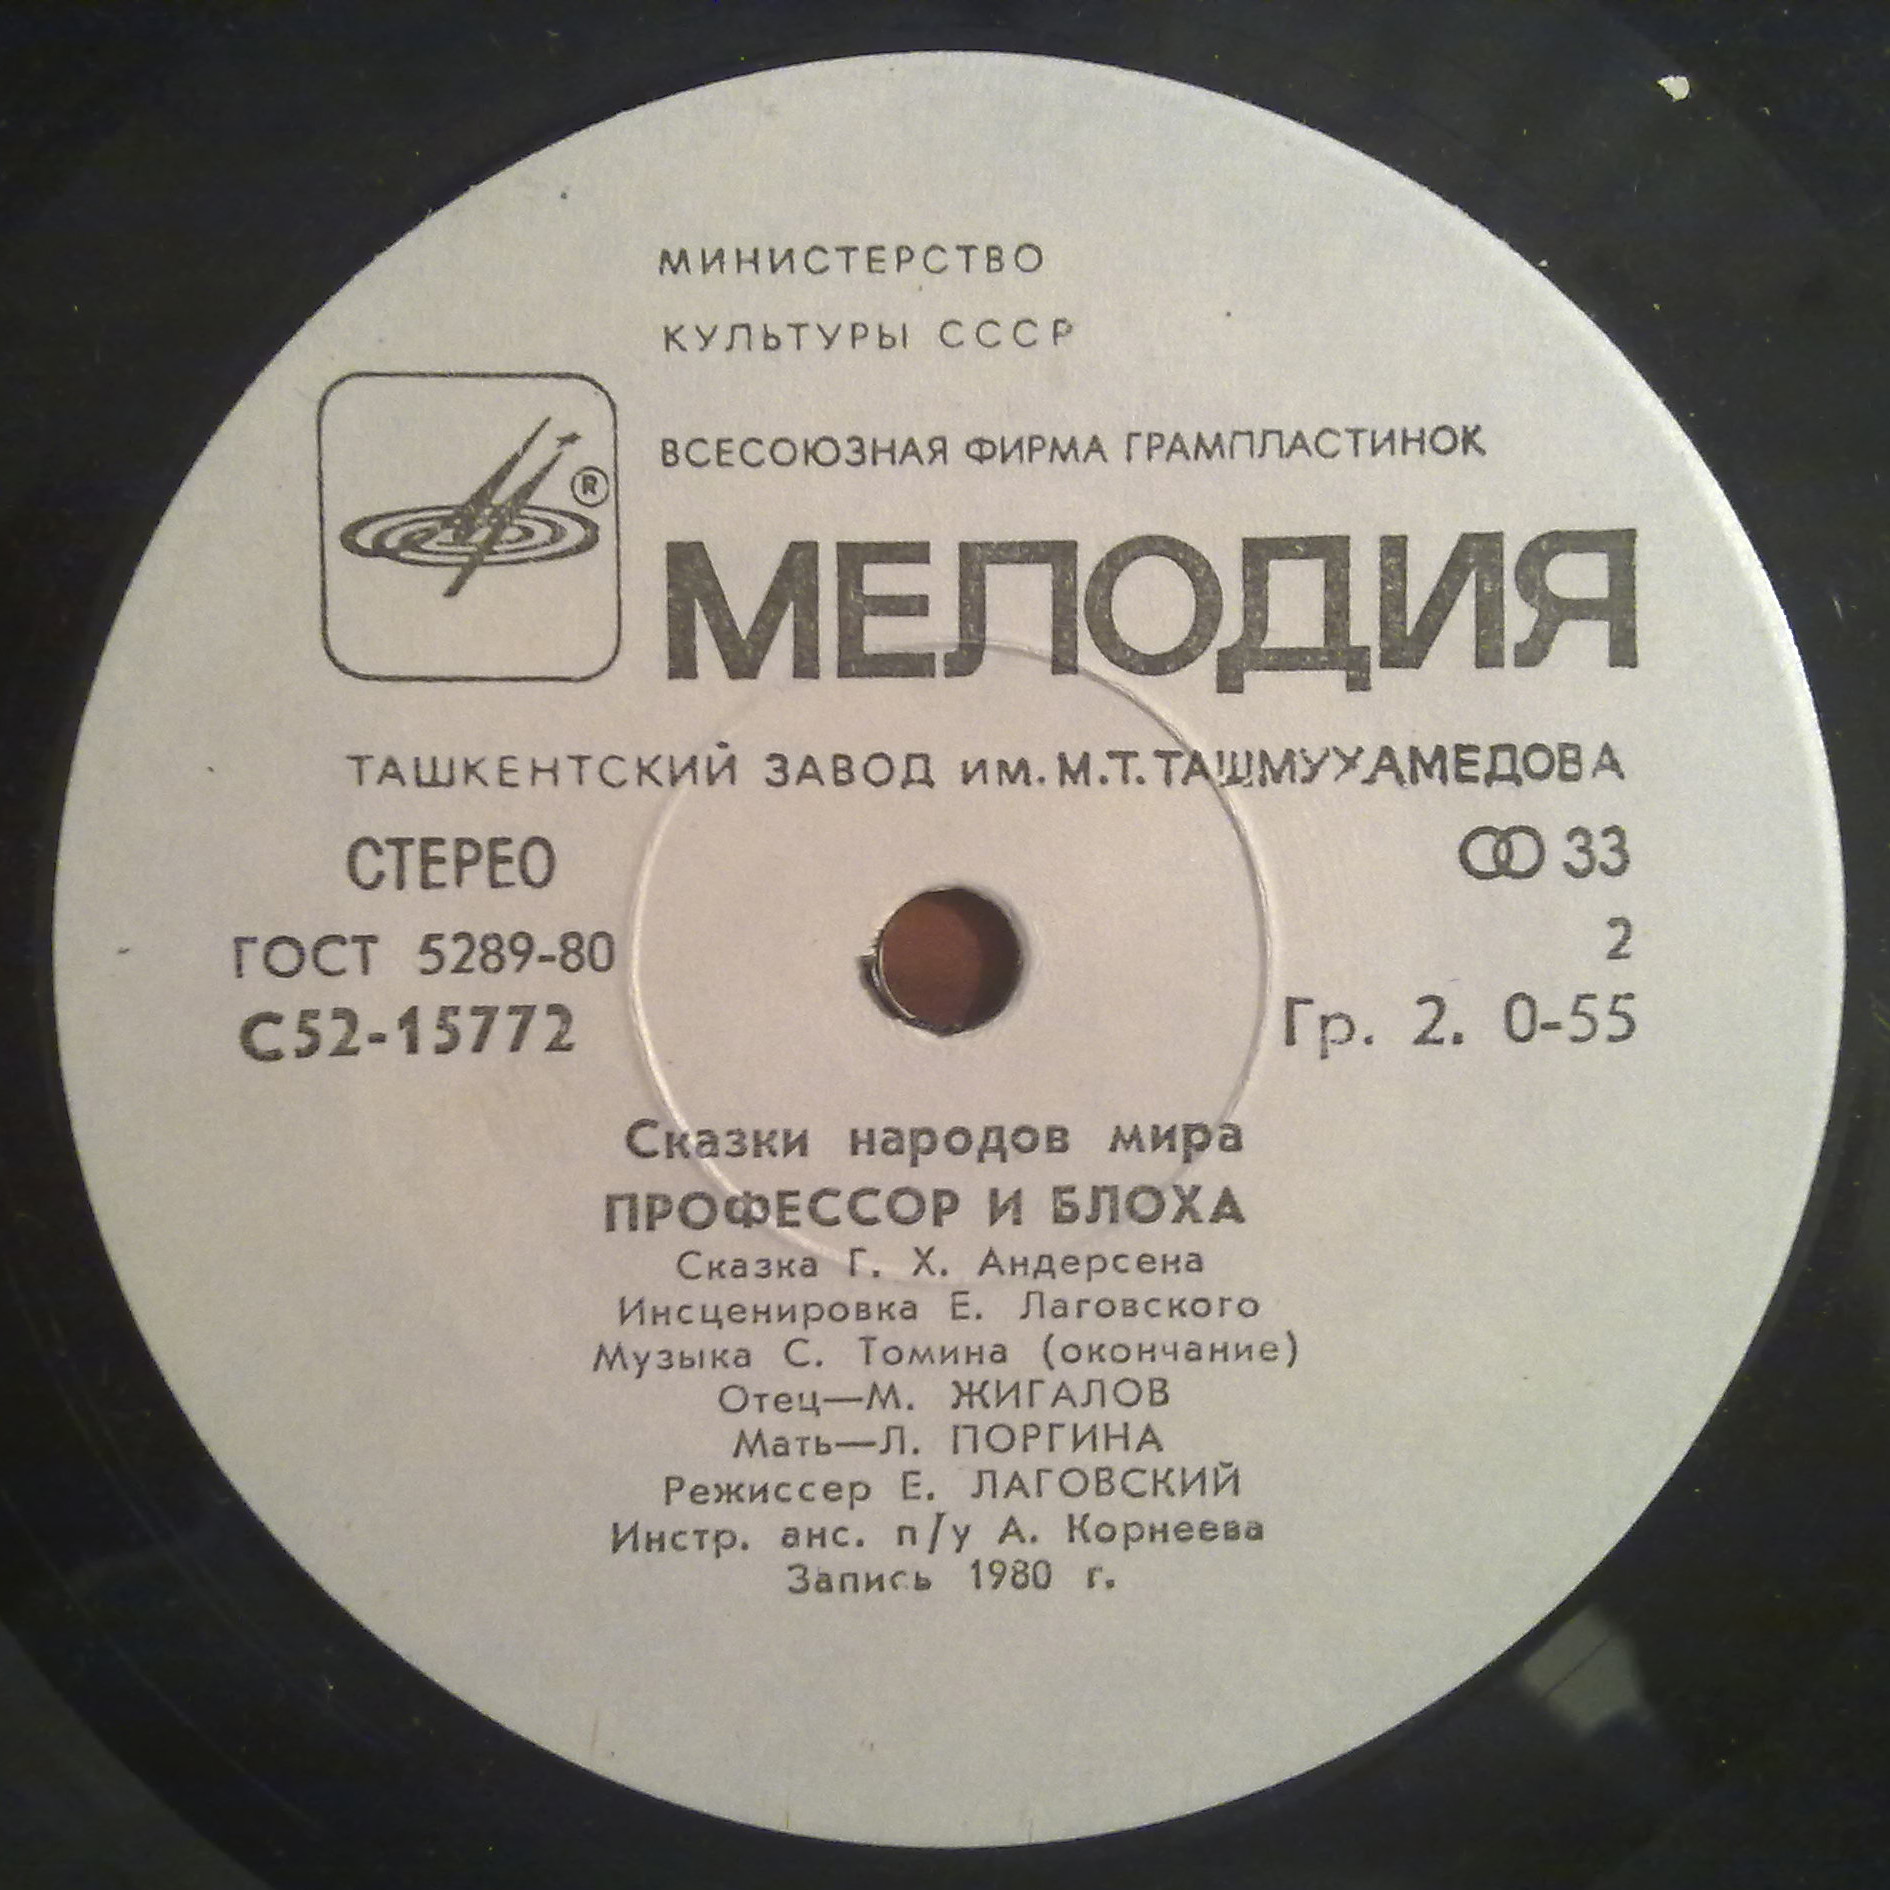 МИНИСТЕРСТВО
КУЛЬТУРЫ СССР
ВСЕСОЮЗНАЯ ФИРМА ГРАМПЛАСТИНОК
®
МЕЛОДИЯ
ТАШКЕНТСКИЙ ЗАВОД ИМ. М.Т. ТАШМУХАМЕДОВА
СТЕРЕО 33
ГОСТ 5289-80 2
С52-15772 Гр. 2. 0-55
Сказки народов мира
ПРОФЕССОР И БЛОХА
Сказка Г. Х. Андерсена
Инсценировка Е. Лаговского
Музыка С. Томина (окончание)
Отец—М. ЖИГАЛОВ
Мать—Л. ПОРГИНА
Режиссер Е. ЛАГОВСКИЙ
Инстр. анс. п/у А. Корнеева
Запись 1980 г.